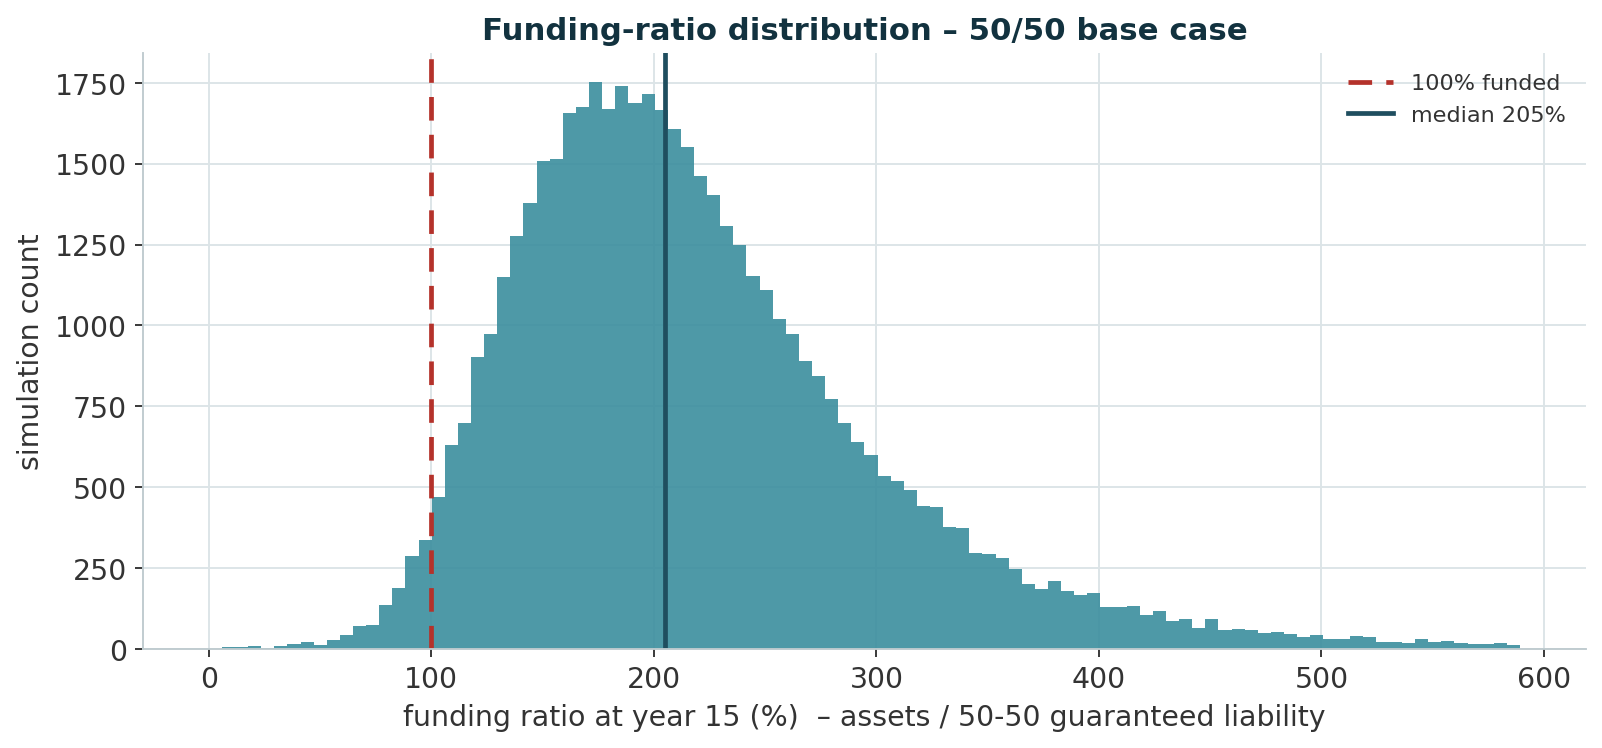 Funding-ratio distribution – 50/50 base case
100% funded
median 205%
simulation count
1750
1500
1250
1000
750
500
250
0
0 100 200 300 400 500 600
funding ratio at year 15 (%) – assets / 50-50 guaranteed liability